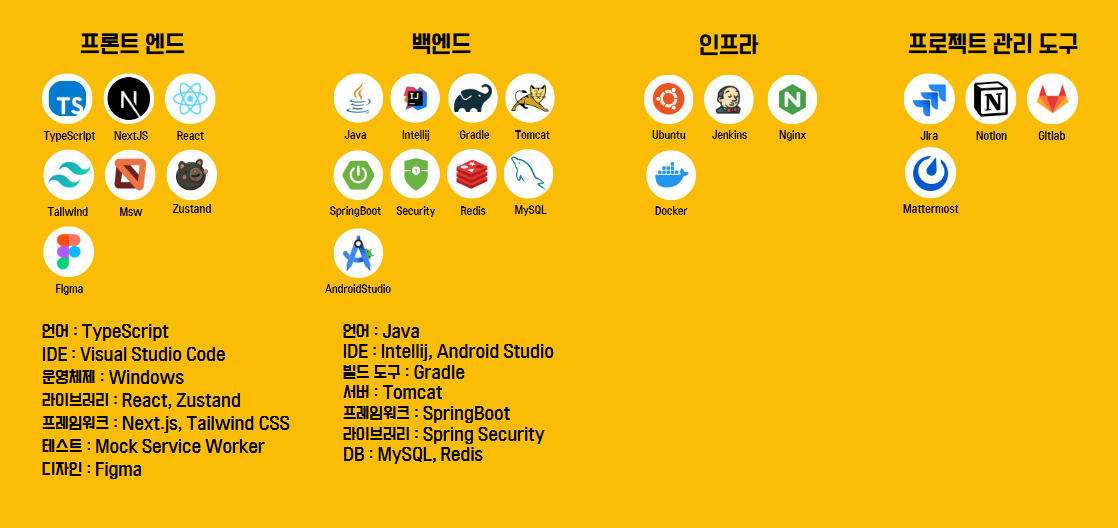 프론트 엔드
TS
N
TypeScript NextJS React
Tailwind Msw Zustand
Figma
언어 : TypeScript
IDE : Visual Studio Code
운영체제 : Windows
라이브러리 : React, Zustand
프레임워크 : Next.js, Tailwind CSS
테스트 : Mock Service Worker
디자인 : Figma
백엔드
IJ
Java Intellij Gradle Tomcat
SpringBoot Security Redis MySQL
AndroidStudio
언어 : Java
IDE : Intellij, Android Studio
빌드 도구 : Gradle
서버 : Tomcat
프레임워크 : SpringBoot
라이브러리 : Spring Security
DB : MySQL, Redis
인프라
N
Ubuntu Jenkins Nginx
Docker
프로젝트 관리 도구
N
Jira Notion Gitlab
Mattermost